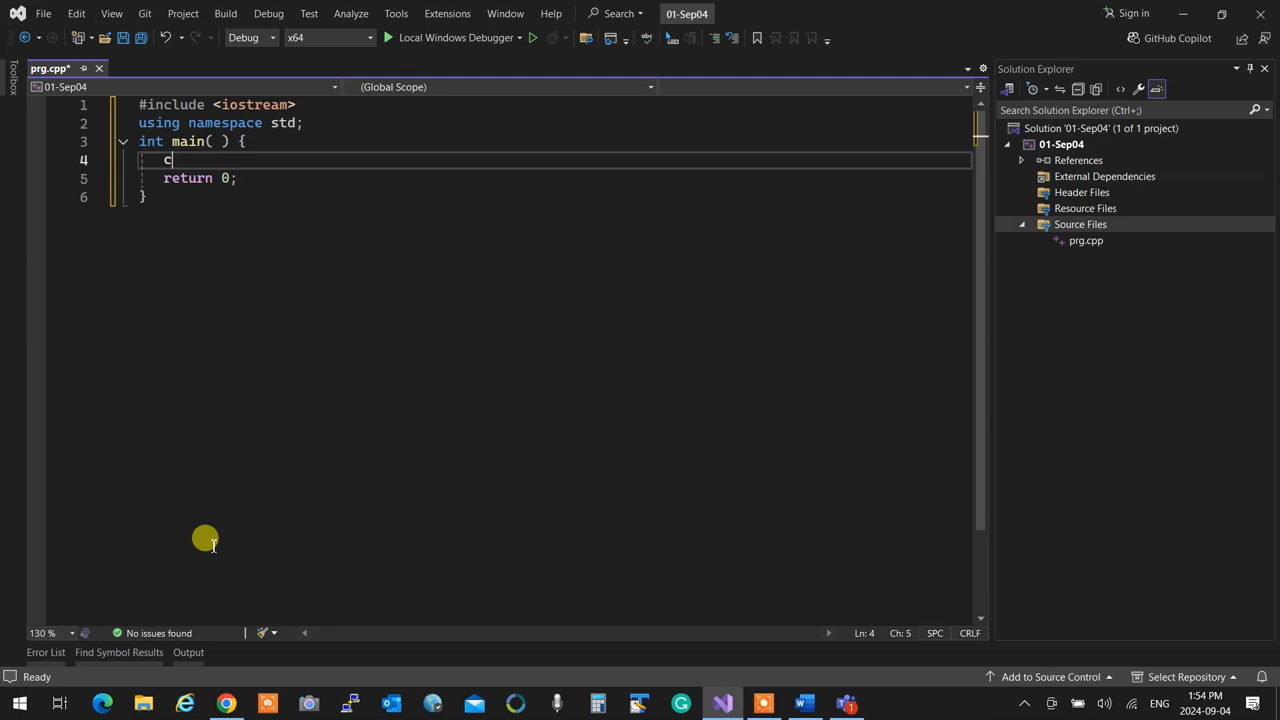 File Edit View Git Project Build Debug Test Analyze Tools Extensions Window Help Search 01-Sep04 Sign in
Debug x64 Local Windows Debugger GitHub Copilot
Toolbox
prg.cpp*
01-Sep04 (Global Scope)
1 #include <iostream>
2 using namespace std;
3 int main( ) {
4 c
5 return 0;
6 }
Solution Explorer
Search Solution Explorer (Ctrl+;)
Solution '01-Sep04' (1 of 1 project)
01-Sep04
References
External Dependencies
Header Files
Resource Files
Source Files
prg.cpp
130 % No issues found Ln: 4 Ch: 5 SPC CRLF
Error List Find Symbol Results Output
Ready Add to Source Control Select Repository
1
ENG 1:54 PM
2024-09-04